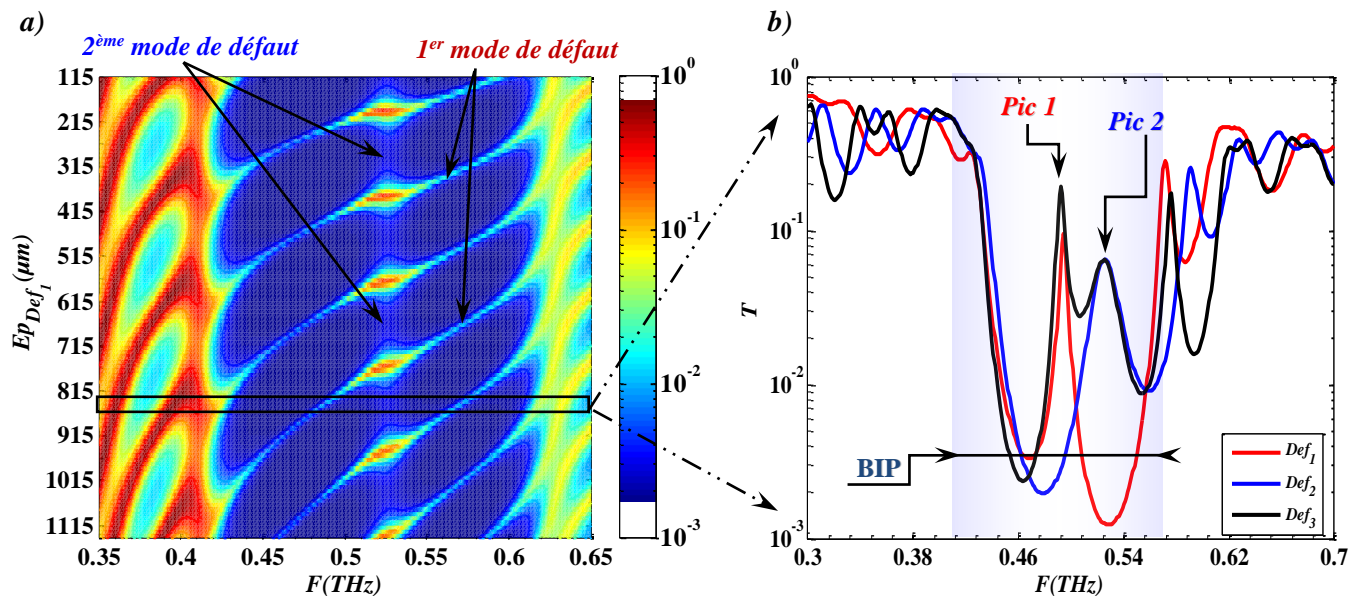 a)
2ème mode de défaut
1er mode de défaut
115
215
315
415
515
615
715
815
915
1015
1115
EpDef1(μm)
0.35
0.4
0.45
0.5
0.55
0.6
0.65
F(THz)
10^0
10^-1
10^-2
10^-3
b)
10^0
10^-1
10^-2
10^-3
T
Pic 1
Pic 2
BIP
Def1
Def2
Def3
0.3
0.38
0.46
0.54
0.62
0.7
F(THz)